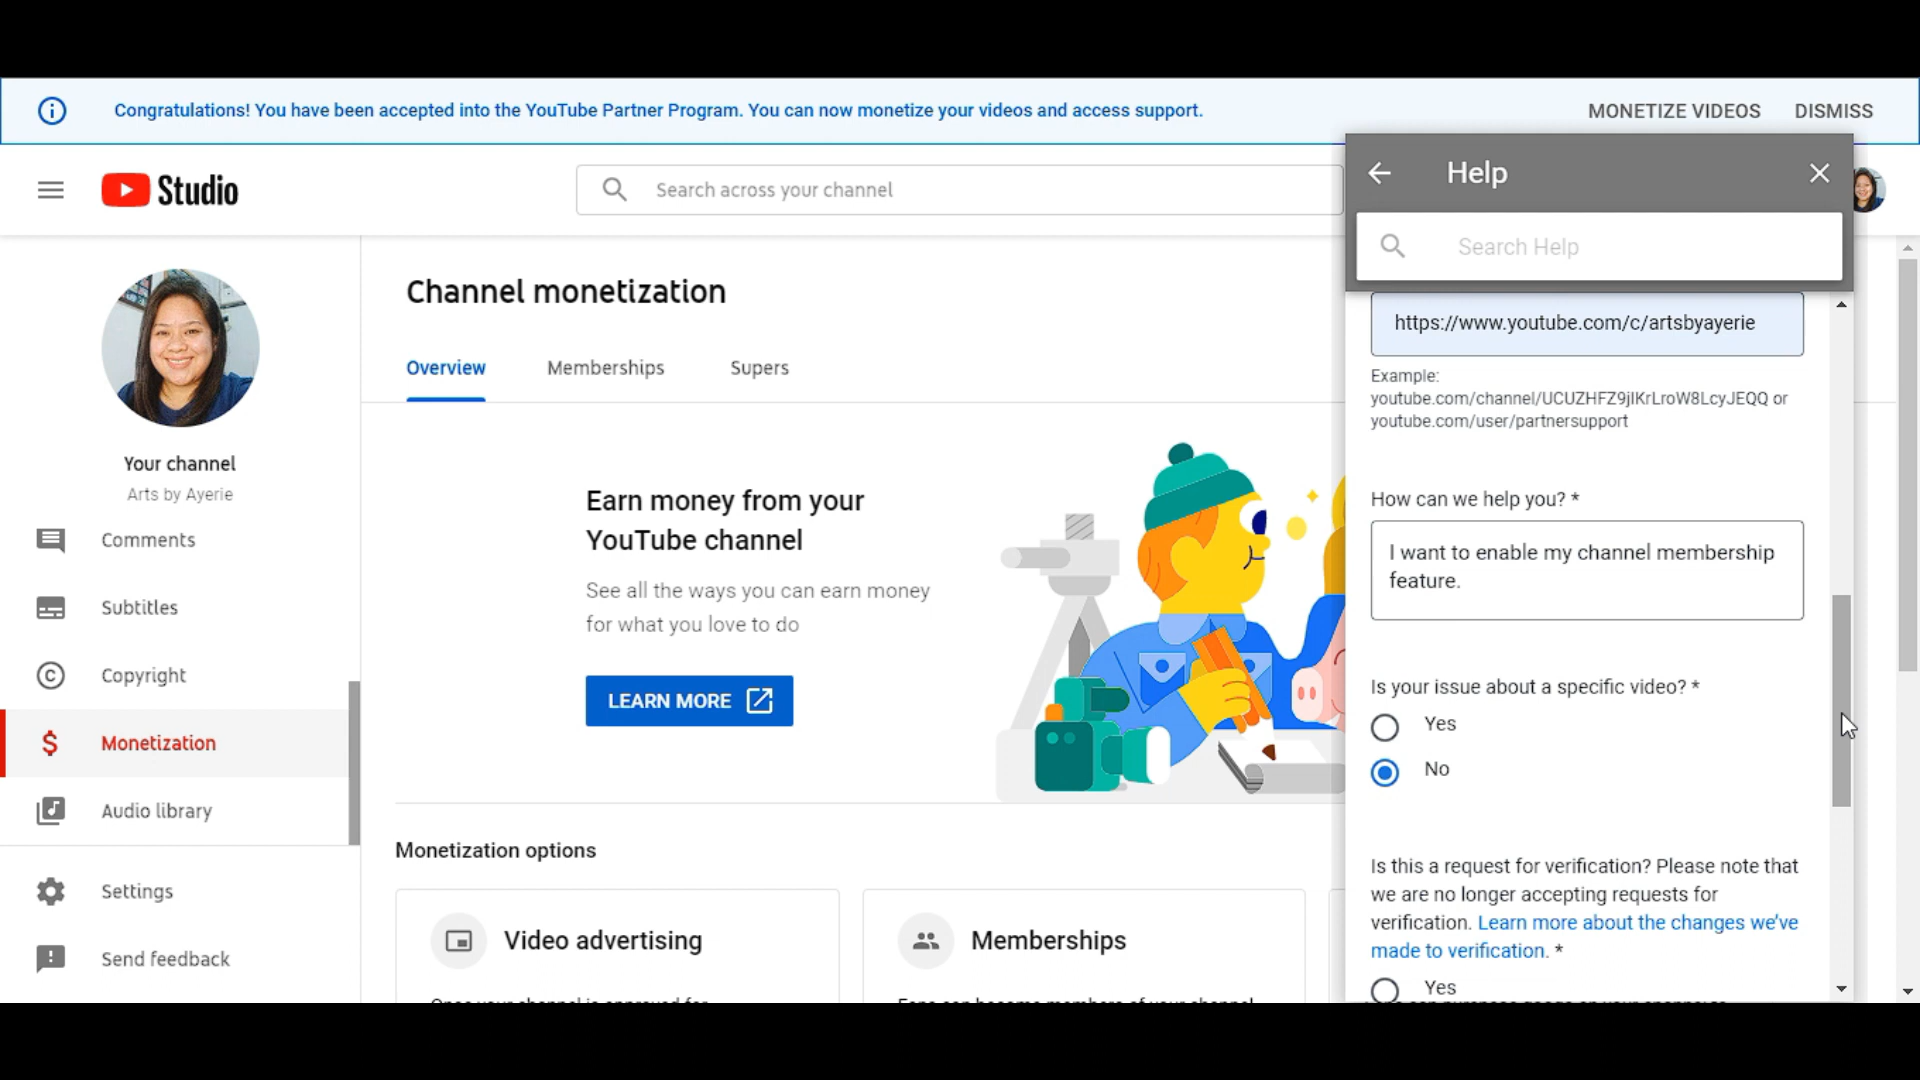 Congratulations! You have been accepted into the YouTube Partner Program. You can now monetize your videos and access support.
MONETIZE VIDEOS
DISMISS
Studio
Search across your channel
Your channel
Arts by Ayerie
Comments
Subtitles
Copyright
Monetization
Audio library
Settings
Send feedback
Channel monetization
Overview
Memberships
Supers
Earn money from your
YouTube channel
See all the ways you can earn money
for what you love to do
LEARN MORE
Monetization options
Video advertising
Memberships
Help
Search Help
https://www.youtube.com/c/artsbyayerie
Example:
youtube.com/channel/UCUZHFZ9jIKrLroW8LcyJEQQ or
youtube.com/user/partnersupport
How can we help you? *
I want to enable my channel membership
feature.
Is your issue about a specific video? *
Yes
No
Is this a request for verification? Please note that
we are no longer accepting requests for
verification. Learn more about the changes we've
made to verification. *
Yes